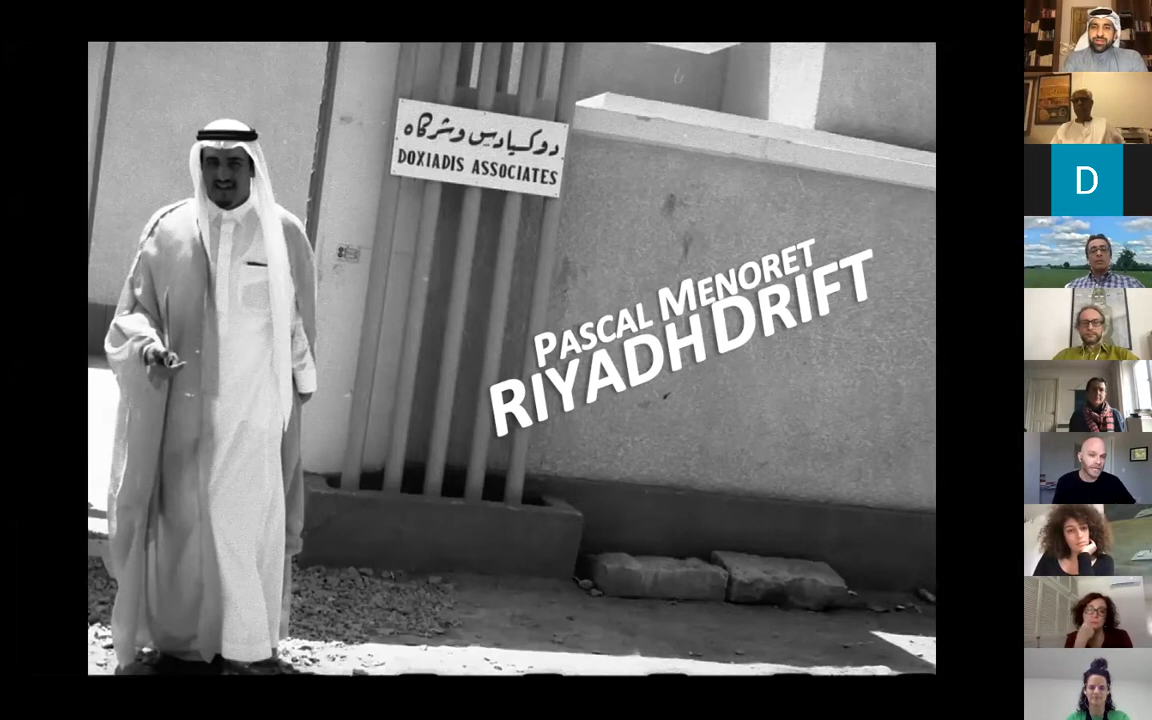 دوكسيادس وشركاه
DOXIADIS ASSOCIATES
PASCAL MENORET
RIYADH DRIFT
D